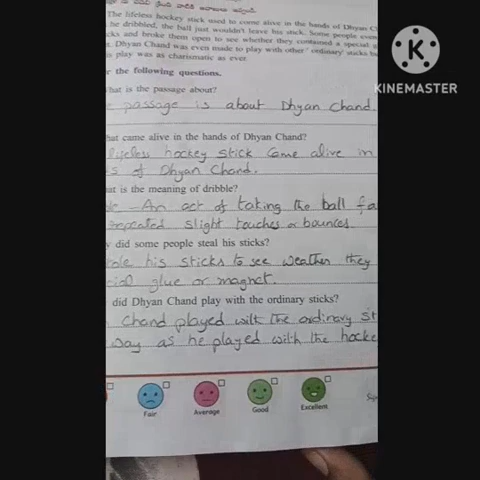 The lifeless hockey stick used to come alive in the hands of Dhyan C
he dribbled, the ball just wouldn't leave his stick. Some people even
cks and broke them open to see whether they contained a special g
t. Dhyan Chand was even made to play with other 'ordinary' sticks bu
is play was as charismatic as ever.
r the following questions.
hat is the passage about?
e passage is about Dhyan Chand.
hat came alive in the hands of Dhyan Chand?
lifeless hockey stick came alive in
s of Dhyan Chand.
at is the meaning of dribble?
le - An act of taking the ball fa
repeated slight touches or bounces
y did some people steal his sticks?
tole his sticks to see weather they
cial glue or magnet.
did Dhyan Chand play with the ordinary sticks?
n Chand played with the ordinary st
way as he played with the hocke
Fair
Average
Good
Excellent
KINEMASTER